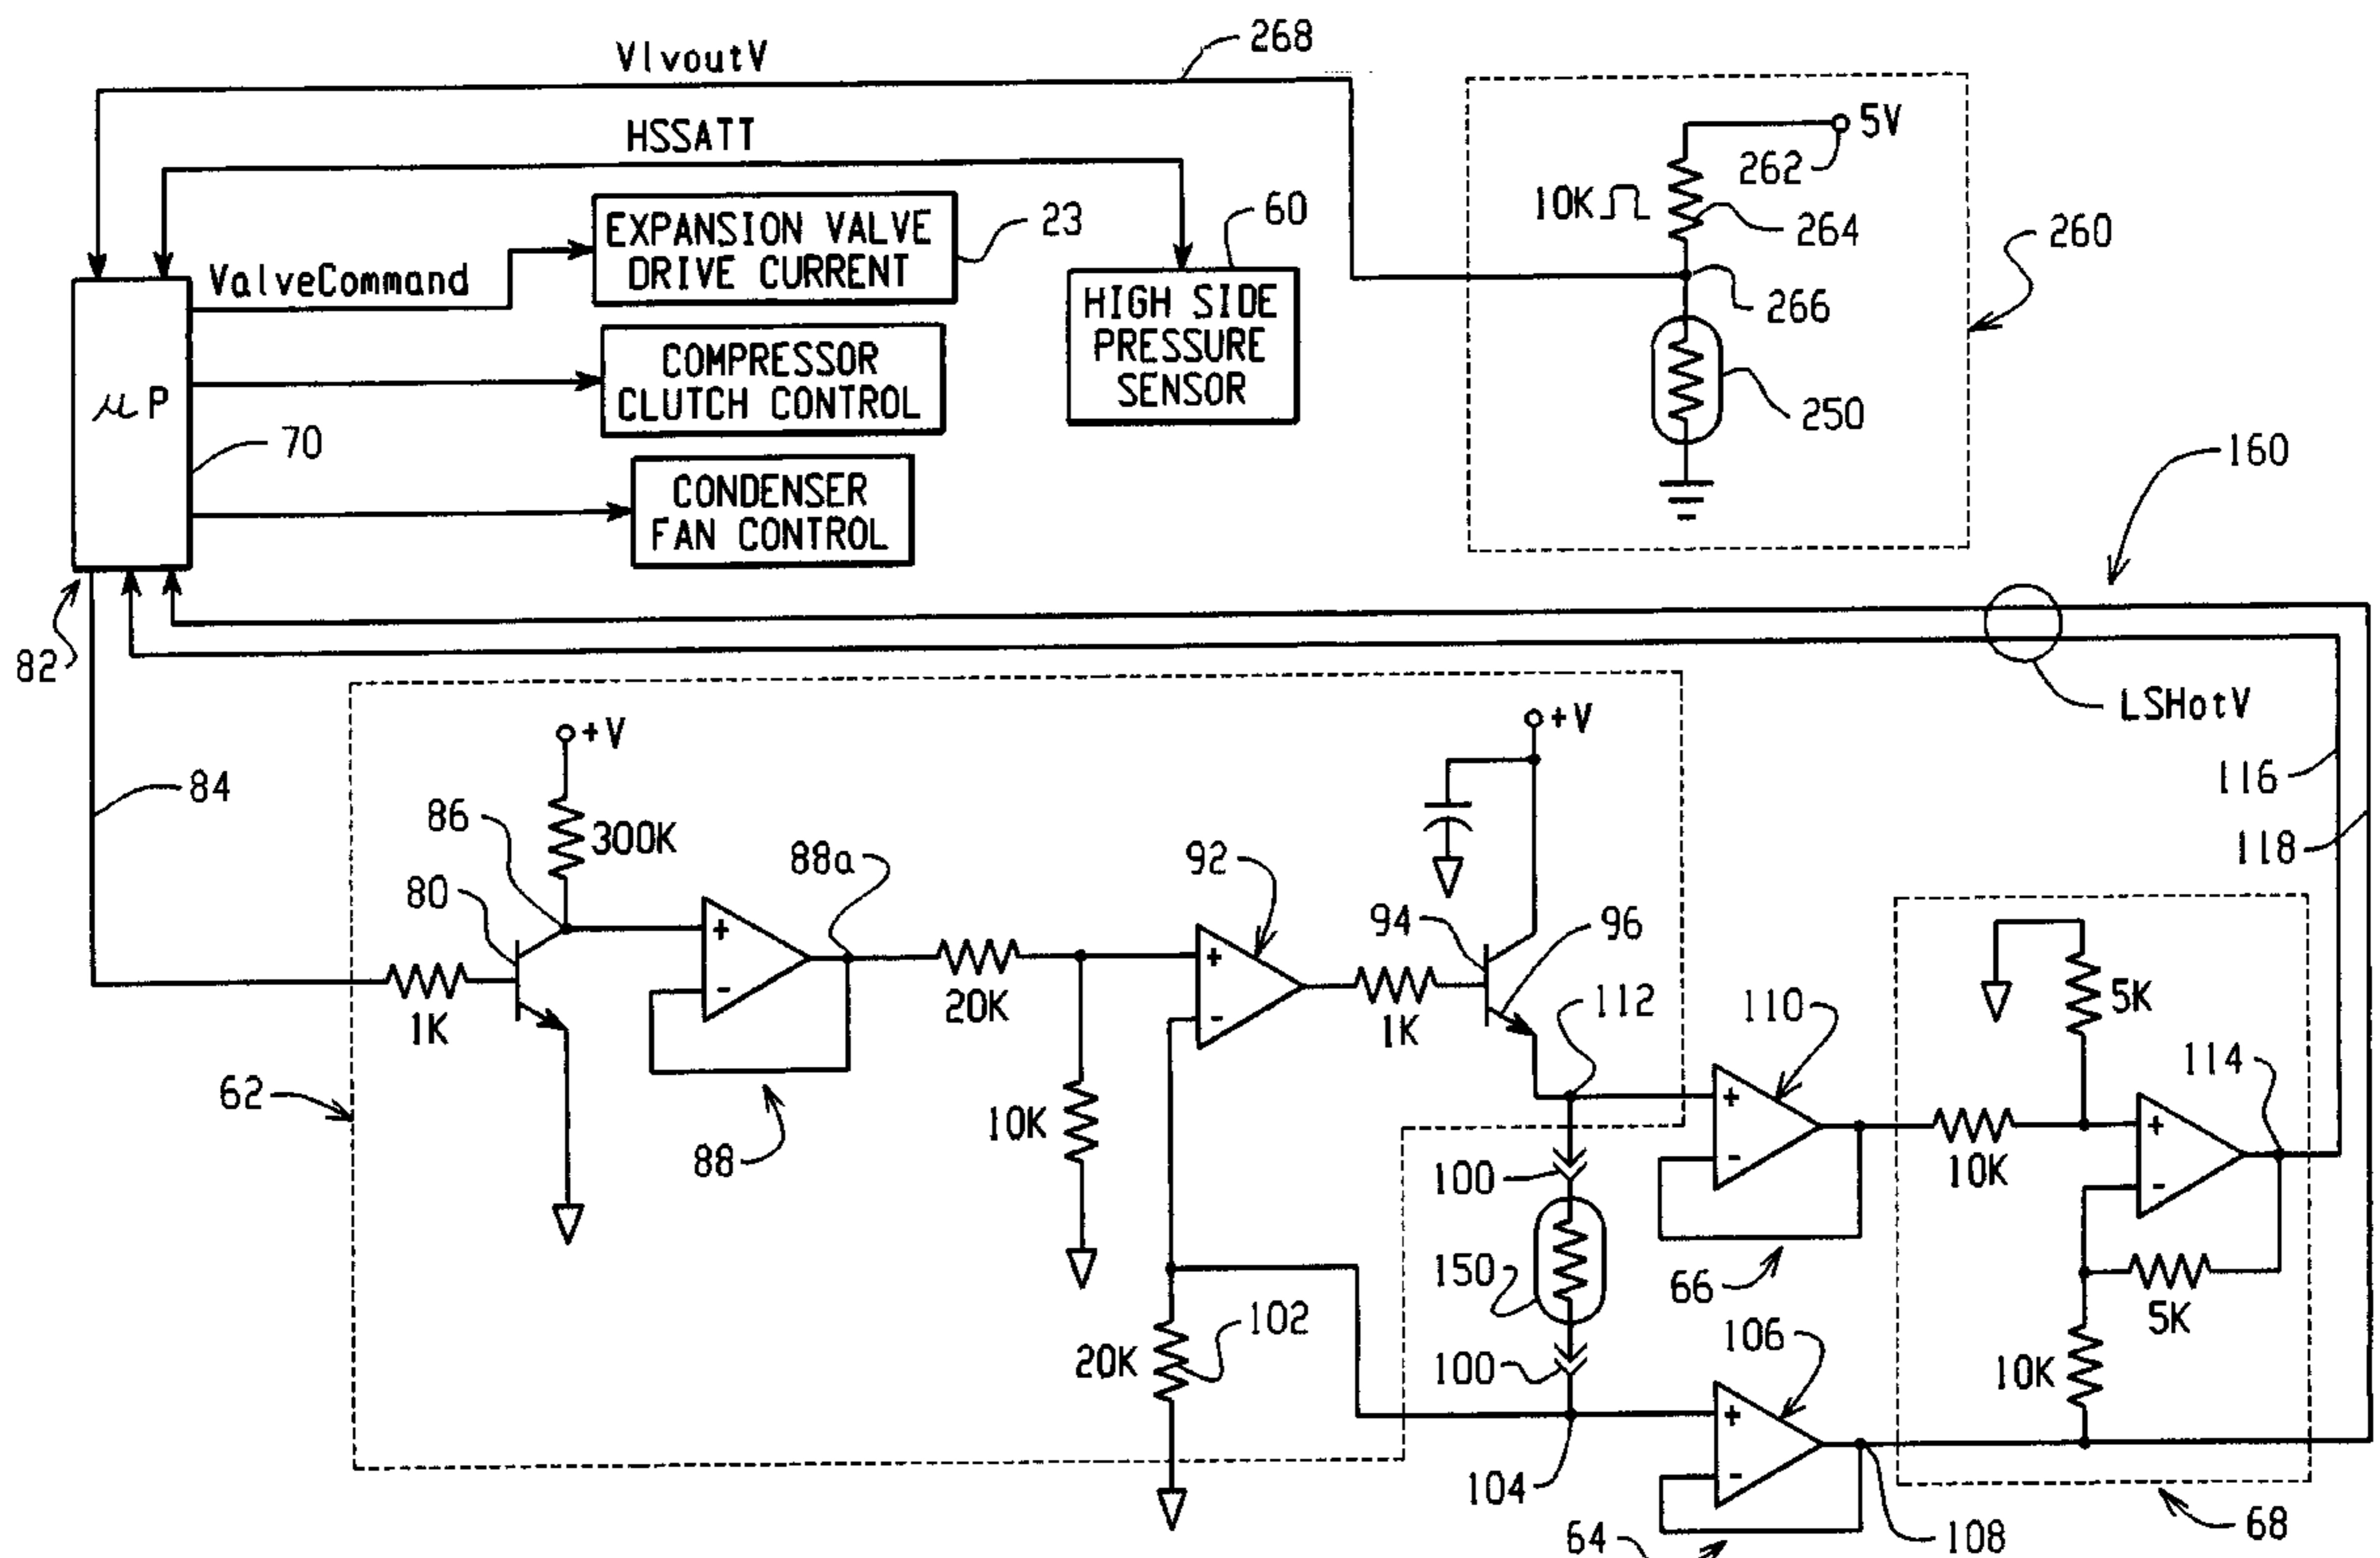 VlvoutV
268
HSSATT
5V
262
10K
264
260
266
250
EXPANSION VALVE
DRIVE CURRENT
23
60
ValveCommand
HIGH SIDE
PRESSURE
SENSOR
COMPRESSOR
CLUTCH CONTROL
μP
70
CONDENSER
FAN CONTROL
160
82
LSHotV
84
+V
+V
116
118
86
300K
88a
92
80
94
96
112
110
5K
114
+
-
+
-
1K
20K
1K
62
10K
88
+
-
10K
+
-
100
150
66
5K
102
20K
100
106
10K
104
+
-
64
108
68